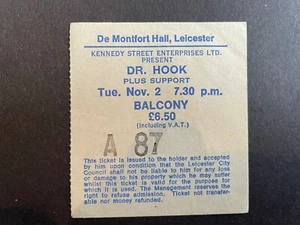 De Montfort Hall, Leicester
KENNEDY STREET ENTERPRISES LTD.
PRESENT
DR. HOOK
PLUS SUPPORT
Tue. Nov. 2 7.30 p.m.
BALCONY
£6.50
(including V.A.T.)
A 87
This ticket is issued to the holder and accepted
by him upon condition that the Leicester City
Council shall not be liable to him for any loss
or damage to his property which he may suffer
whilst this ticket is valid for the purpose for
which it is used. The Management reserves the
right to refuse admission. Ticket not transfer-
able nor money refunded.